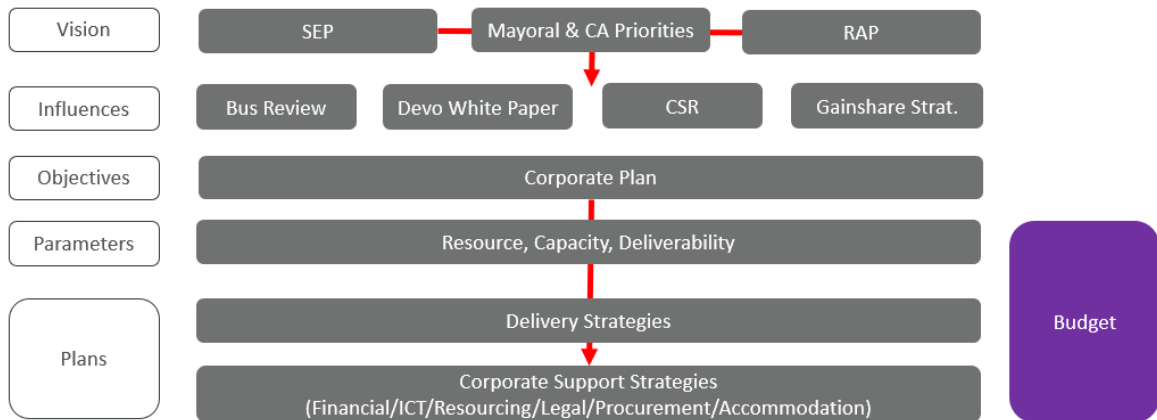 Vision
SEP
Mayoral & CA Priorities
RAP
Influences
Bus Review
Devo White Paper
CSR
Gainshare Strat.
Objectives
Corporate Plan
Parameters
Resource, Capacity, Deliverability
Plans
Delivery Strategies
Corporate Support Strategies
(Financial/ICT/Resourcing/Legal/Procurement/Accommodation)
Budget